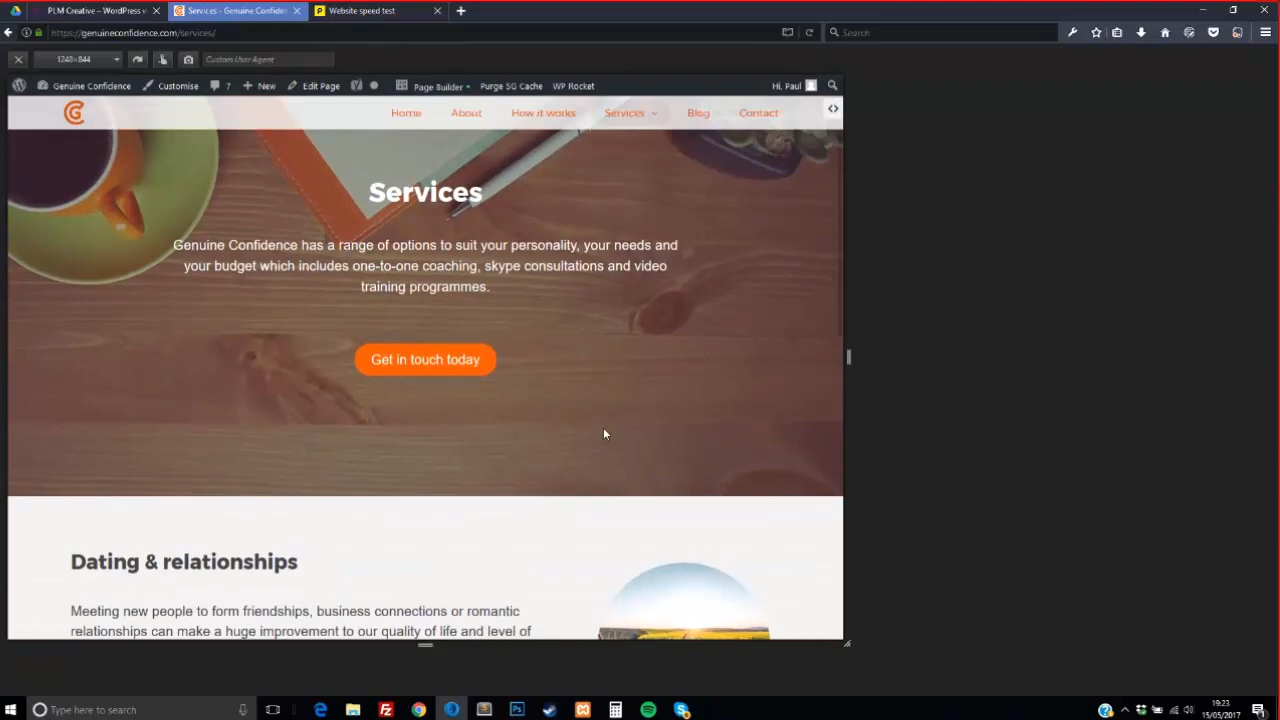 PLM Creative – WordPress w
Services - Genuine Confiden
Website speed test
https://genuineconfidence.com/services/
Search
1348×844
Custom User Agent
Genuine Confidence
Customise
7
New
Edit Page
Page Builder
Purge SG Cache
WP Rocket
Hi, Paul
Home
About
How it works
Services
Blog
Contact
Services
Genuine Confidence has a range of options to suit your personality, your needs and
your budget which includes one-to-one coaching, skype consultations and video
training programmes.
Get in touch today
Dating & relationships
Meeting new people to form friendships, business connections or romantic
relationships can make a huge improvement to our quality of life and level of
Type here to search
19:23
15/05/2017